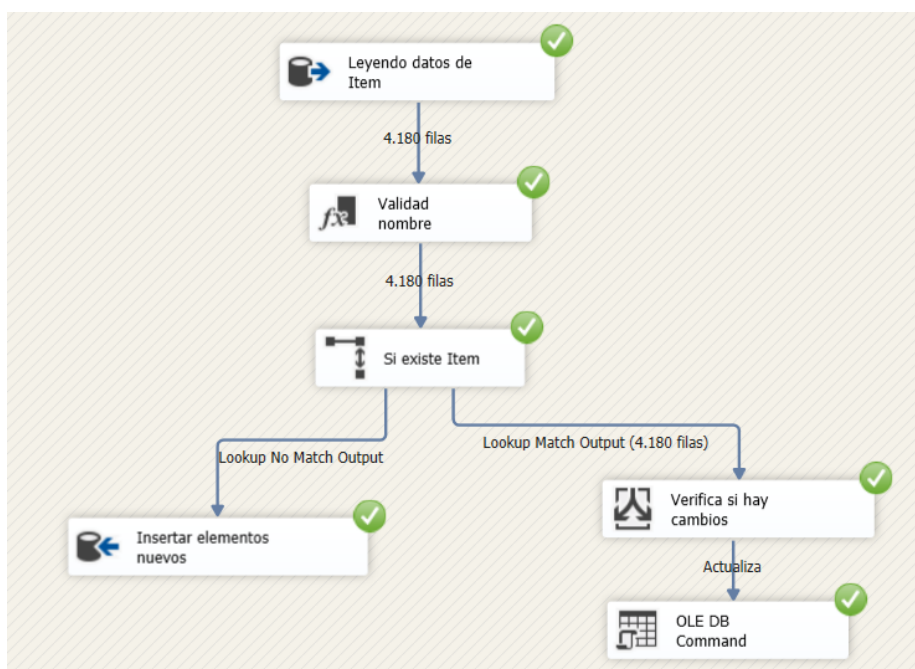 Leyendo datos de
Item
4.180 filas
Validad
nombre
4.180 filas
Si existe Item
Lookup No Match Output
Lookup Match Output (4.180 filas)
Insertar elementos
nuevos
Verifica si hay
cambios
Actualiza
OLE DB
Command